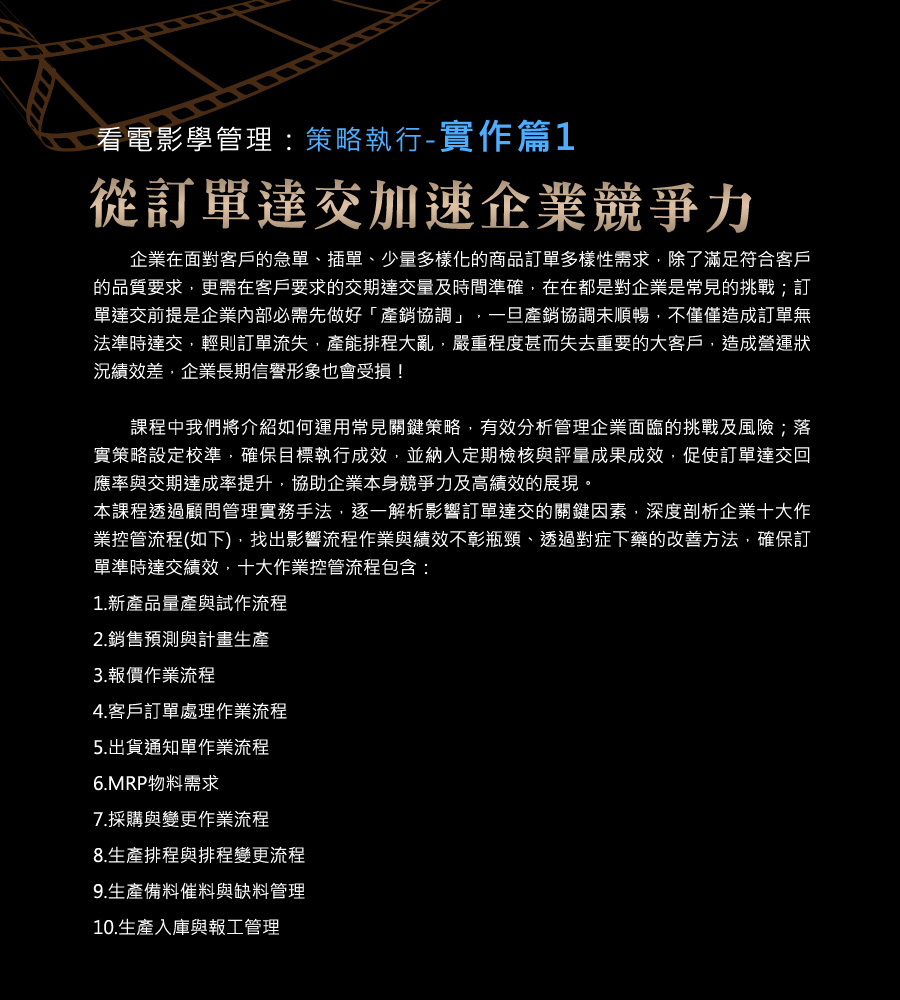 看電影學管理：策略執行-實作篇1
從訂單達交加速企業競爭力
企業在面對客戶的急單、插單、少量多樣化的商品訂單多樣性需求，除了滿足符合客戶
的品質要求，更需在客戶要求的交期達交量及時間準確，在在都是對企業是常見的挑戰；訂
單達交前提是企業內部必需先做好「產銷協調」，一旦產銷協調未順暢，不僅僅造成訂單無
法準時達交，輕則訂單流失，產能排程大亂，嚴重程度甚而失去重要的大客戶，造成營運狀
況績效差，企業長期信譽形象也會受損！
課程中我們將介紹如何運用常見關鍵策略，有效分析管理企業面臨的挑戰及風險；落
實策略設定校準，確保目標執行成效，並納入定期檢核與評量成果成效，促使訂單達交回
應率與交期達成率提升，協助企業本身競爭力及高績效的展現。
本課程透過顧問管理實務手法，逐一解析影響訂單達交的關鍵因素，深度剖析企業十大作
業控管流程(如下)，找出影響流程作業與績效不彰瓶頸、透過對症下藥的改善方法，確保訂
單準時達交績效，十大作業控管流程包含：
1.新產品量產與試作流程
2.銷售預測與計畫生產
3.報價作業流程
4.客戶訂單處理作業流程
5.出貨通知單作業流程
6.MRP物料需求
7.採購與變更作業流程
8.生產排程與排程變更流程
9.生產備料催料與缺料管理
10.生產入庫與報工管理